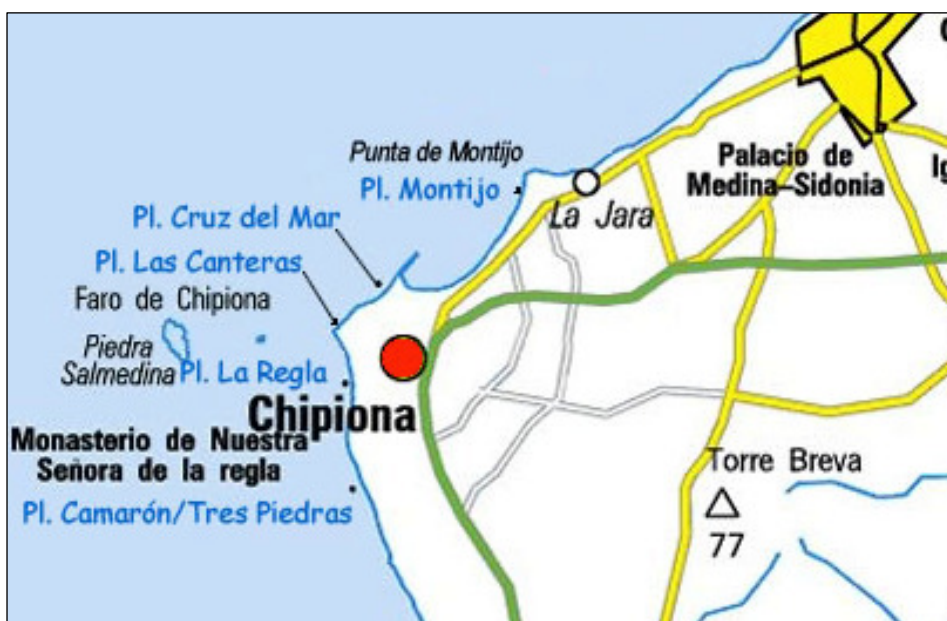 Punta de Montijo
Pl. Montijo
Palacio de
Medina-Sidonia
La Jara
Pl. Cruz del Mar
Pl. Las Canteras
Faro de Chipiona
Piedra
Salmedina
Pl. La Regla
Chipiona
Monasterio de Nuestra
Señora de la regla
Pl. Camarón/Tres Piedras
Torre Breva
77